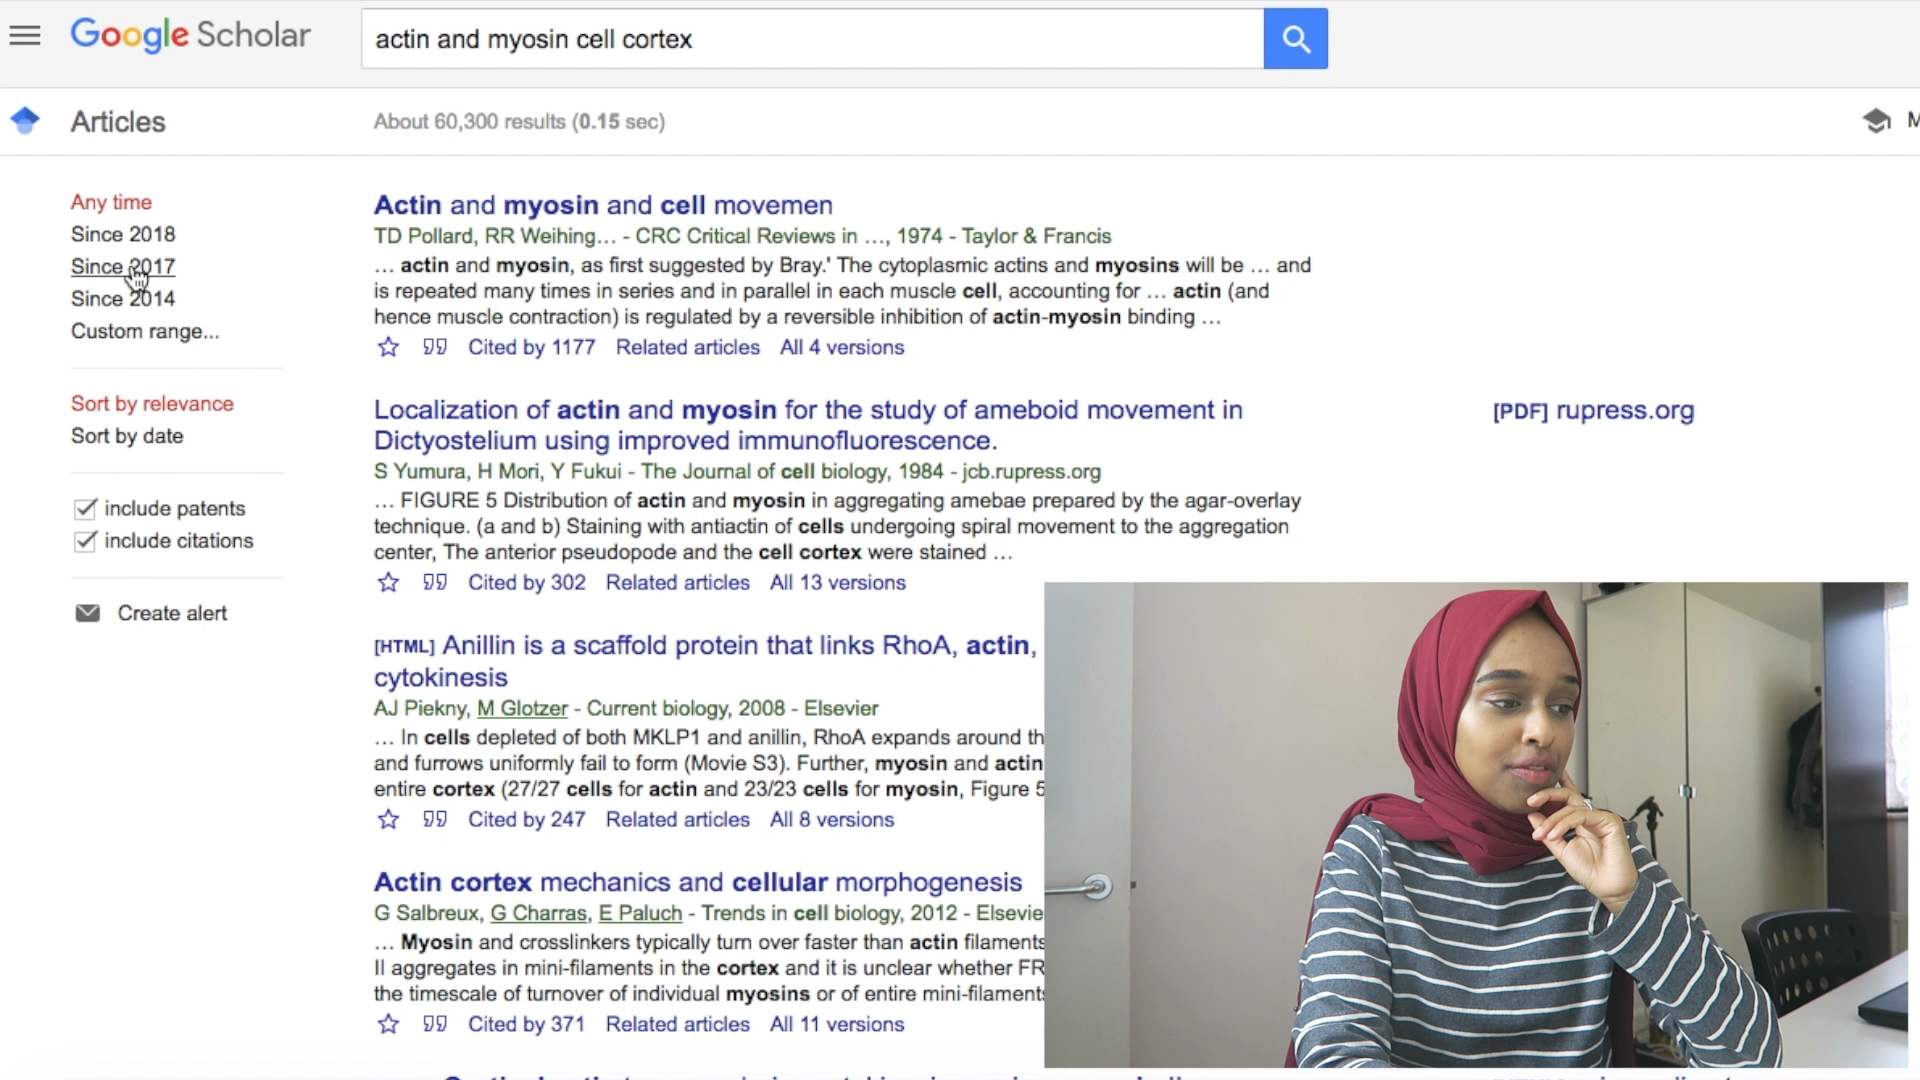 Google Scholar
actin and myosin cell cortex
Articles
About 60,300 results (0.15 sec)
M
Any time
Since 2018
Since 2017
Since 2014
Custom range...
Sort by relevance
Sort by date
include patents
include citations
Create alert
Actin and myosin and cell movemen
TD Pollard, RR Weihing… - CRC Critical Reviews in …, 1974 - Taylor & Francis
… actin and myosin, as first suggested by Bray.' The cytoplasmic actins and myosins will be … and
is repeated many times in series and in parallel in each muscle cell, accounting for … actin (and
hence muscle contraction) is regulated by a reversible inhibition of actin-myosin binding …
Cited by 1177 Related articles All 4 versions
Localization of actin and myosin for the study of ameboid movement in
Dictyostelium using improved immunofluorescence.
[PDF] rupress.org
S Yumura, H Mori, Y Fukui - The Journal of cell biology, 1984 - jcb.rupress.org
… FIGURE 5 Distribution of actin and myosin in aggregating amebae prepared by the agar-overlay
technique. (a and b) Staining with antiactin of cells undergoing spiral movement to the aggregation
center, The anterior pseudopode and the cell cortex were stained …
Cited by 302 Related articles All 13 versions
[HTML] Anillin is a scaffold protein that links RhoA, actin,
cytokinesis
AJ Piekny, M Glotzer - Current biology, 2008 - Elsevier
… In cells depleted of both MKLP1 and anillin, RhoA expands around th
and furrows uniformly fail to form (Movie S3). Further, myosin and actin
entire cortex (27/27 cells for actin and 23/23 cells for myosin, Figure 5
Cited by 247 Related articles All 8 versions
Actin cortex mechanics and cellular morphogenesis
G Salbreux, G Charras, E Paluch - Trends in cell biology, 2012 - Elsevie
… Myosin and crosslinkers typically turn over faster than actin filaments
II aggregates in mini-filaments in the cortex and it is unclear whether FR
the timescale of turnover of individual myosins or of entire mini-filaments
Cited by 371 Related articles All 11 versions